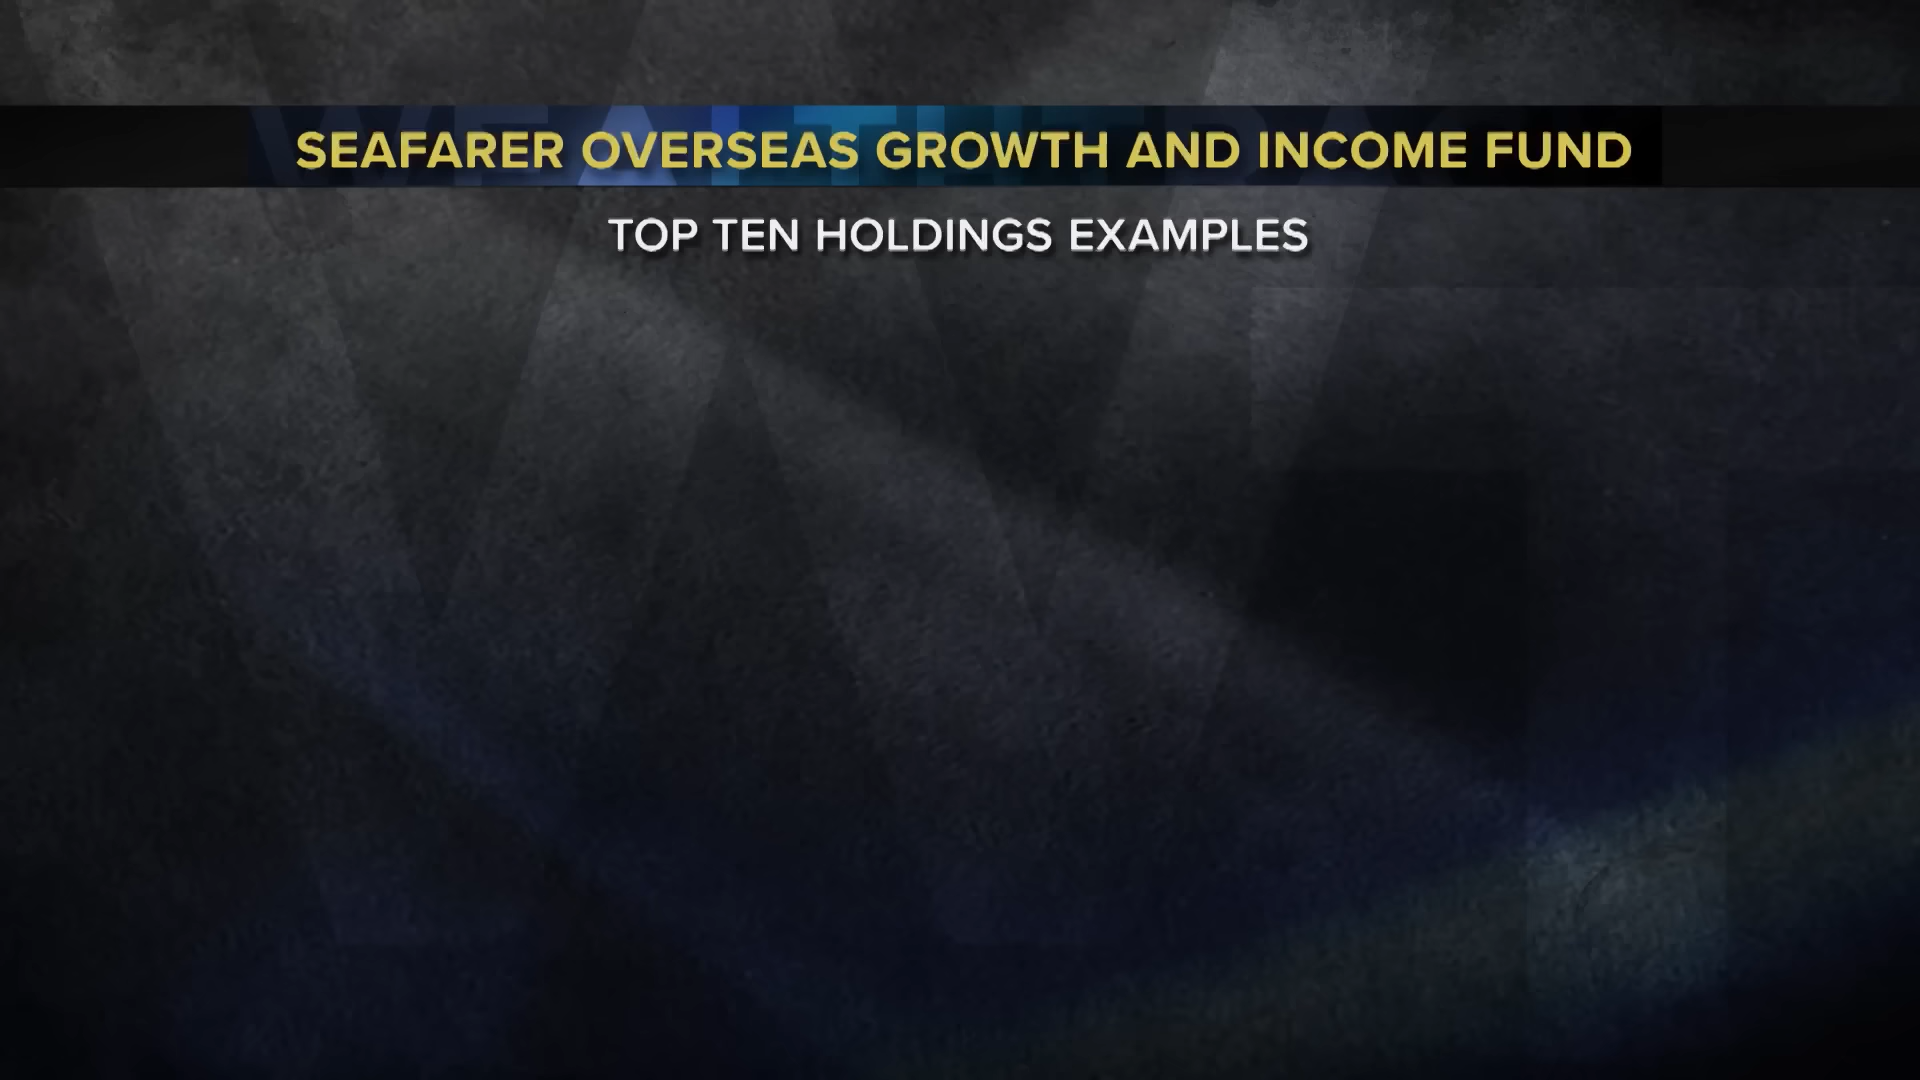 SEAFARER OVERSEAS GROWTH AND INCOME FUND
TOP TEN HOLDINGS EXAMPLES